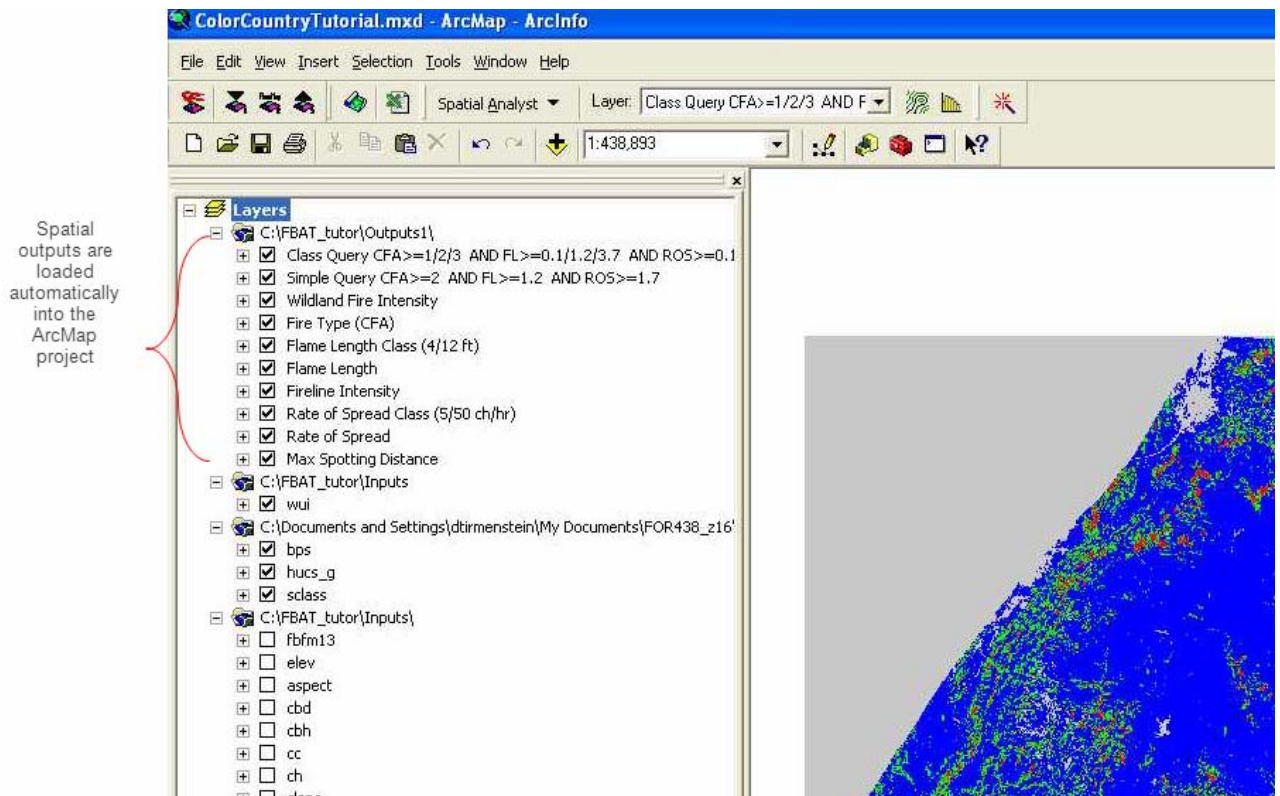 ColorCountryTutorial.mxd - ArcMap - ArcInfo
File Edit View Insert Selection Tools Window Help
Spatial Analyst Layer: Class Query CFA>=1/2/3 AND F
1:438,893
Layers
C:\FBAT_tutor\Outputs1\
Class Query CFA>=1/2/3 AND FL>=0.1/1.2/3.7 AND ROS>=0.1
Simple Query CFA>=2 AND FL>=1.2 AND ROS>=1.7
Wildland Fire Intensity
Fire Type (CFA)
Flame Length Class (4/12 ft)
Flame Length
Fireline Intensity
Rate of Spread Class (5/50 ch/hr)
Rate of Spread
Max Spotting Distance
C:\FBAT_tutor\Inputs
wui
C:\Documents and Settings\dtirmenstein\My Documents\FOR438_z16'
bps
hucs_g
sclass
C:\FBAT_tutor\Inputs\
fbfm13
elev
aspect
cbd
cbh
cc
ch
Spatial
outputs are
loaded
automatically
into the
ArcMap
project